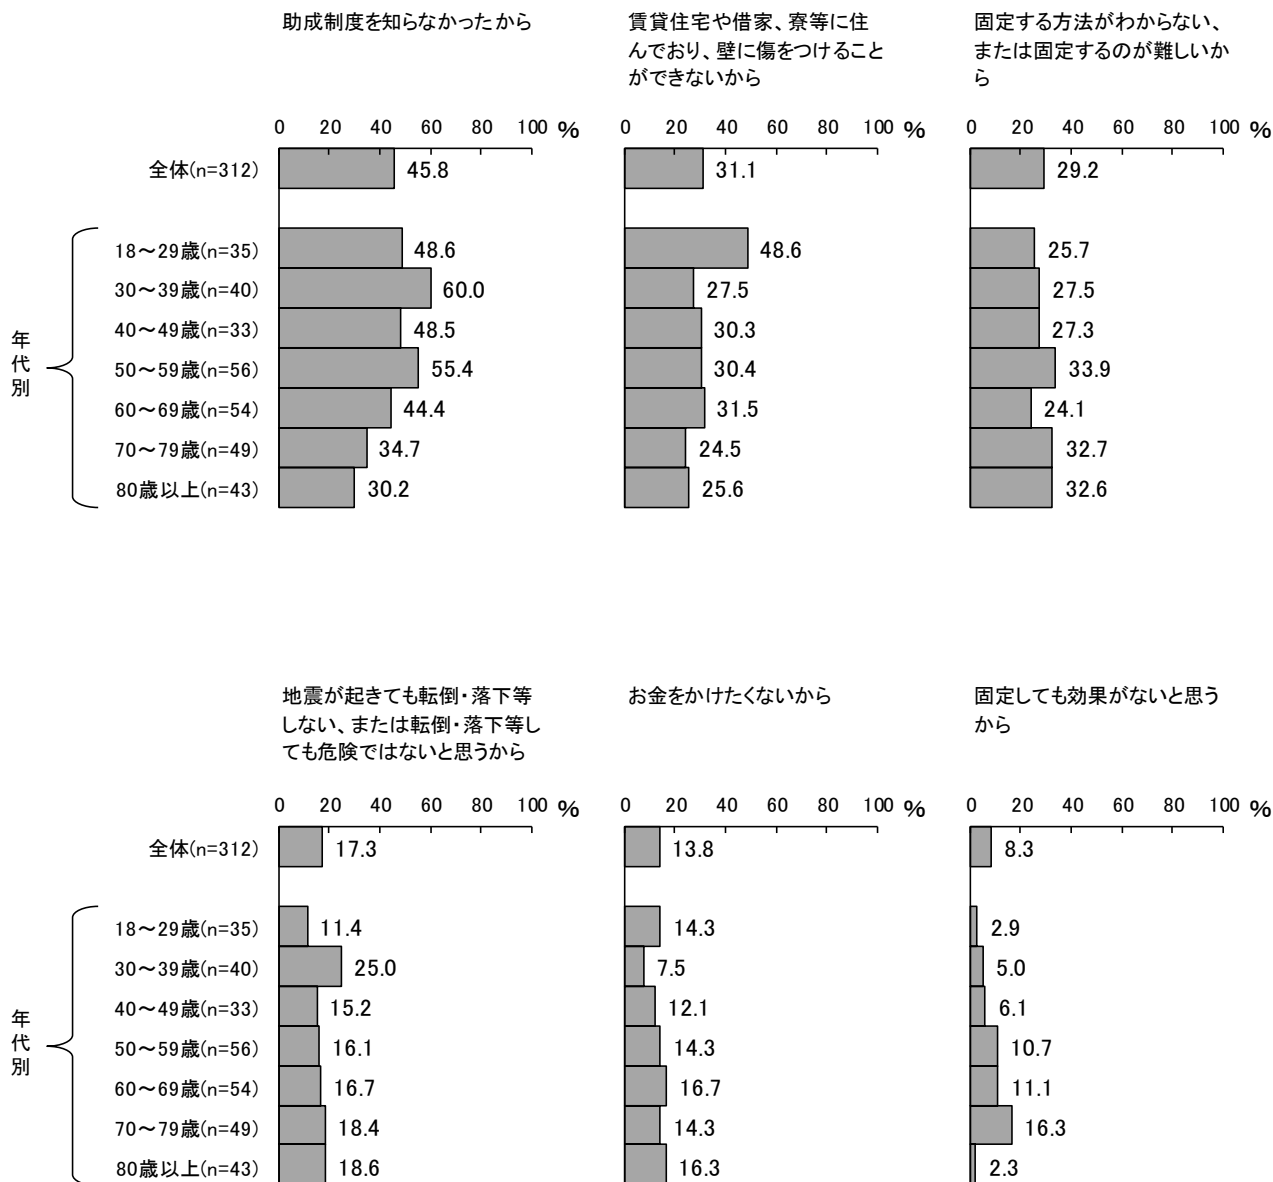 助成制度を知らなかったから
賃貸住宅や借家、寮等に住
んでおり、壁に傷をつけること
ができないから
固定する方法がわからない、
または固定するのが難しいか
ら
0 20 40 60 80 100 %
0 20 40 60 80 100 %
0 20 40 60 80 100 %
全体(n=312) 45.8 31.1 29.2
18～29歳(n=35) 48.6 48.6 25.7
30～39歳(n=40) 60.0 27.5 27.5
40～49歳(n=33) 48.5 30.3 27.3
50～59歳(n=56) 55.4 30.4 33.9
60～69歳(n=54) 44.4 31.5 24.1
70～79歳(n=49) 34.7 24.5 32.7
80歳以上(n=43) 30.2 25.6 32.6
年代別
地震が起きても転倒・落下等
しない、または転倒・落下等し
ても危険ではないと思うから
お金をかけたくないから
固定しても効果がないと思う
から
0 20 40 60 80 100 %
0 20 40 60 80 100 %
0 20 40 60 80 100 %
全体(n=312) 17.3 13.8 8.3
18～29歳(n=35) 11.4 14.3 2.9
30～39歳(n=40) 25.0 7.5 5.0
40～49歳(n=33) 15.2 12.1 6.1
50～59歳(n=56) 16.1 14.3 10.7
60～69歳(n=54) 16.7 16.7 11.1
70～79歳(n=49) 18.4 14.3 16.3
80歳以上(n=43) 18.6 16.3 2.3
年代別